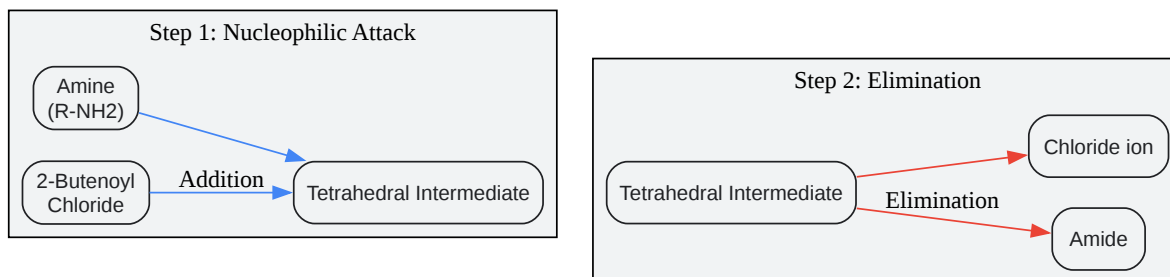 Step 1: Nucleophilic Attack
Amine
(R-NH2)
2-Butenoyl
Chloride
Addition
Tetrahedral Intermediate
Step 2: Elimination
Tetrahedral Intermediate
Elimination
Chloride ion
Amide